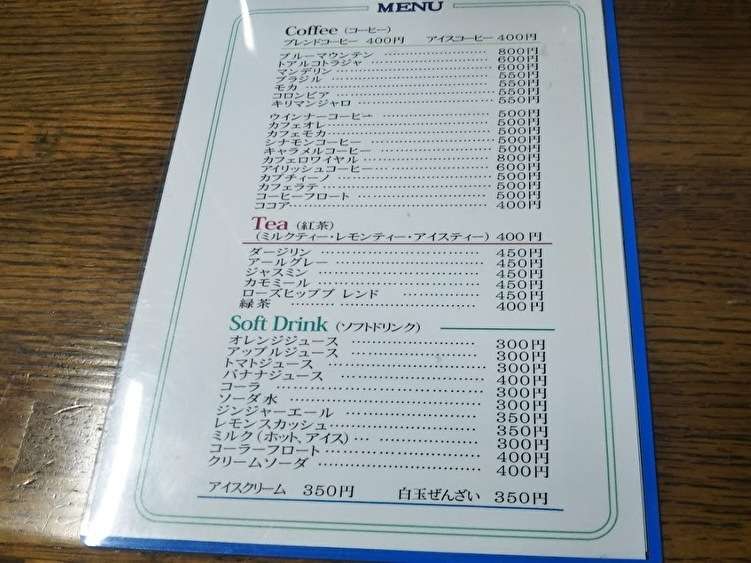 MENU
Coffee (コーヒー)
ブレンドコーヒー 400円 アイスコーヒー 400円
ブルーマウンテン 800円
トアルコトラジャ 600円
マンデリン 600円
ブラジル 550円
モカ 550円
コロンビア 550円
キリマンジャロ 550円
ウインナーコーヒー 500円
カフェオレ 500円
カフェモカ 500円
シナモンコーヒー 500円
キャラメルコーヒー 500円
カフェロワイヤル 800円
アイリッシュコーヒー 600円
カプチィーノ 500円
カフェラテ 500円
コーヒーフロート 500円
ココア 400円
Tea (紅茶)
(ミルクティー・レモンティー・アイスティー) 400円
ダージリン 450円
アールグレー 450円
ジャスミン 450円
カモミール 450円
ローズヒップブ レンド 450円
緑茶 400円
Soft Drink (ソフトドリンク)
オレンジジュース 300円
アップルジュース 300円
トマトジュース 300円
バナナジュース 400円
コーラ 300円
ソーダ水 300円
ジンジャーエール 350円
レモンスカッシュ 350円
ミルク(ホット、アイス) 300円
コーラーフロート 400円
クリームソーダ 400円
アイスクリーム 350円 白玉ぜんざい 350円